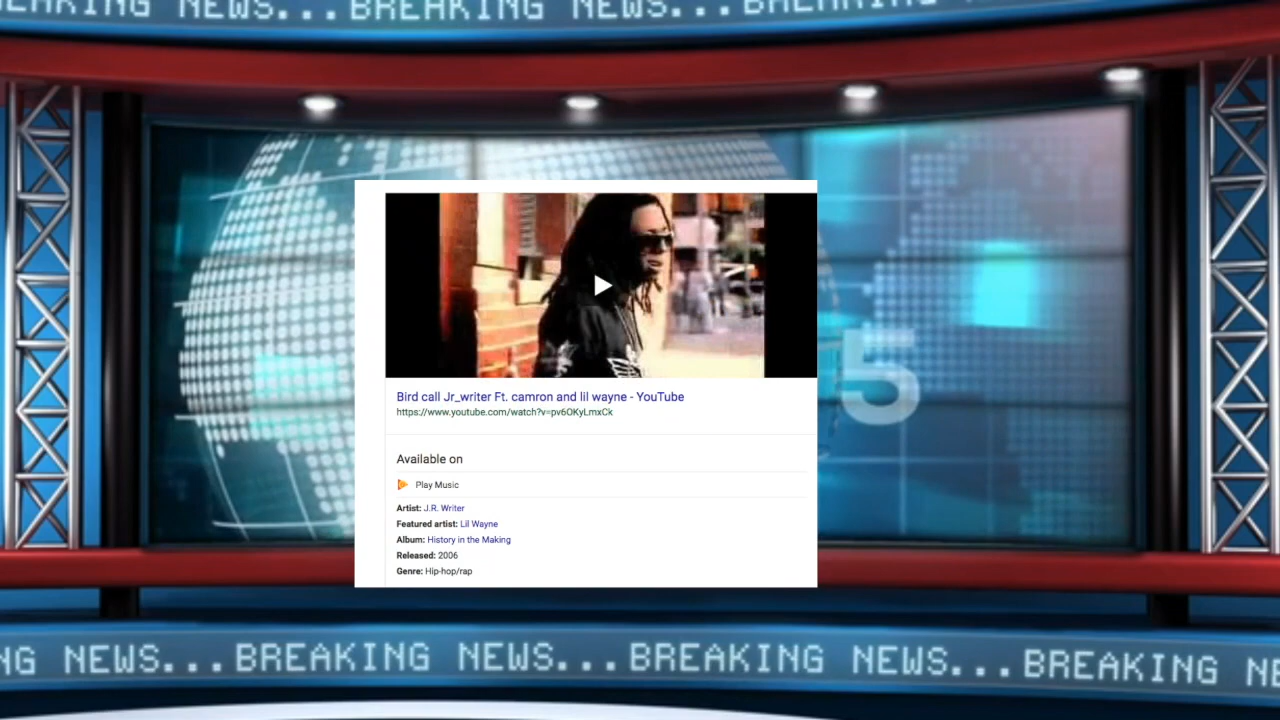 EAKING NEWS...BREAKING NEWS...BREAKING
5
Bird call Jr_writer Ft. camron and lil wayne - YouTube
https://www.youtube.com/watch?v=pv6OKyLmxCk
Available on
Play Music
Artist: J.R. Writer
Featured artist: Lil Wayne
Album: History in the Making
Released: 2006
Genre: Hip-hop/rap
NG NEWS...BREAKING NEWS...BREAKING NEWS...BREAKING NE